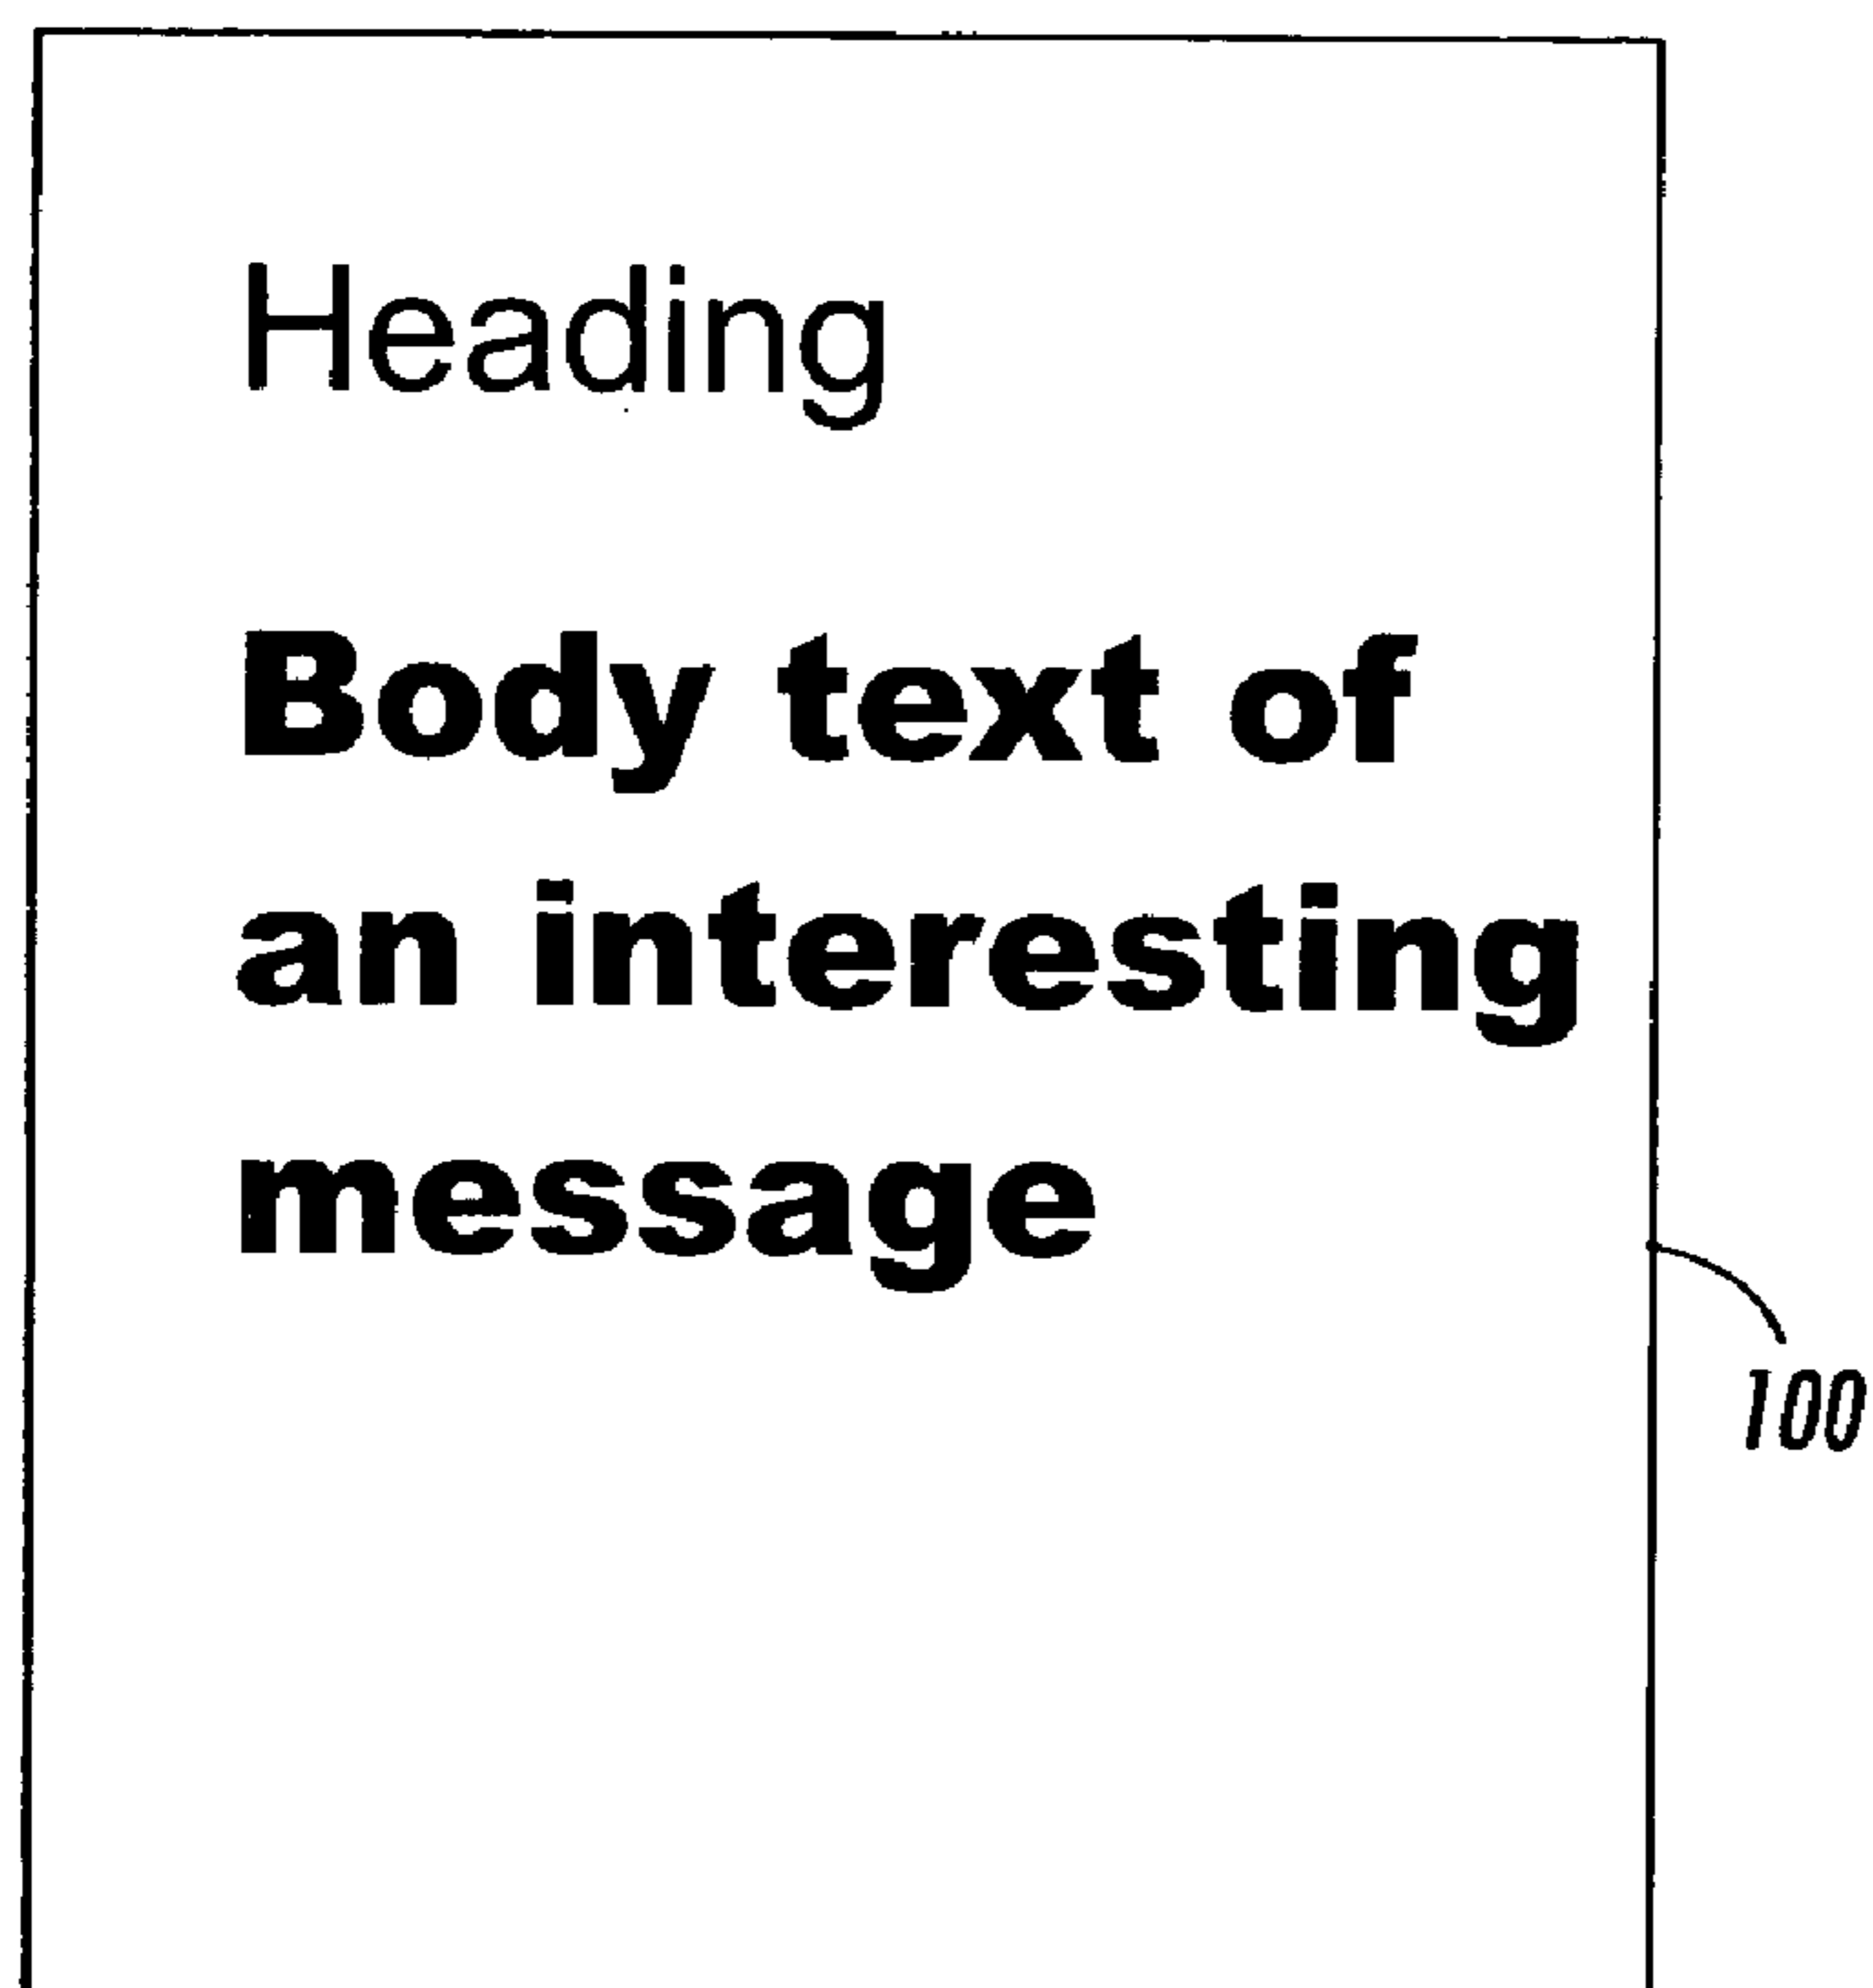 Heading
Body text of
an interesting
message
100